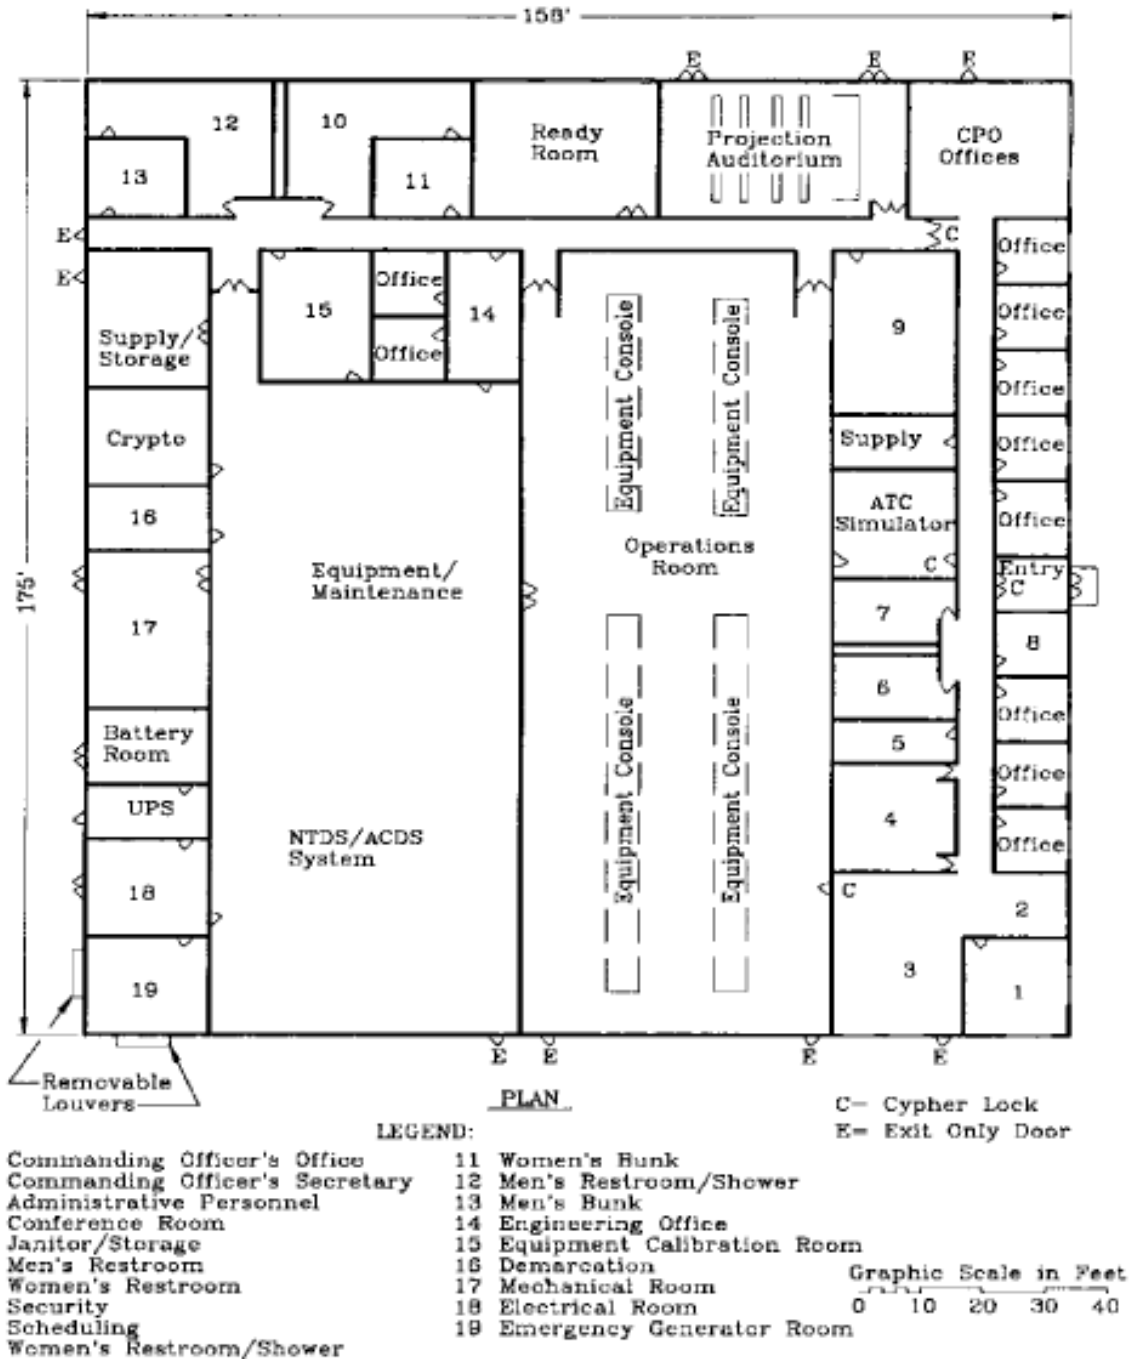 158'
E
E
E
12
10
Ready
Room
Projection
Auditorium
CPO
Offices
13
11
E
C
Office
E
Office
15
14
Office
9
Office
Supply/
Storage
Office
Equipment Console
Equipment Console
Office
Crypto
Supply
Office
16
ATC
Simulator
Office
Operations
Room
C
Entry
C
Equipment/
Maintenance
175'
17
7
8
6
Office
Battery
Room
5
Office
UPS
4
NTDS/ACDS
System
Equipment Console
Equipment Console
Office
18
C
2
3
19
1
E
E
E
E
Removable
Louvers
PLAN
C- Cypher Lock
E= Exit Only Door
LEGEND:
Commanding Officer's Office
Commanding Officer's Secretary
Administrative Personnel
Conference Room
Janitor/Storage
Men's Restroom
Women's Restroom
Security
Scheduling
Women's Restroom/Shower
11 Women's Bunk
12 Men's Restroom/Shower
13 Men's Bunk
14 Engineering Office
15 Equipment Calibration Room
16 Demarcation
17 Mechanical Room
18 Electrical Room
19 Emergency Generator Room
Graphic Scale in Feet
0 10 20 30 40